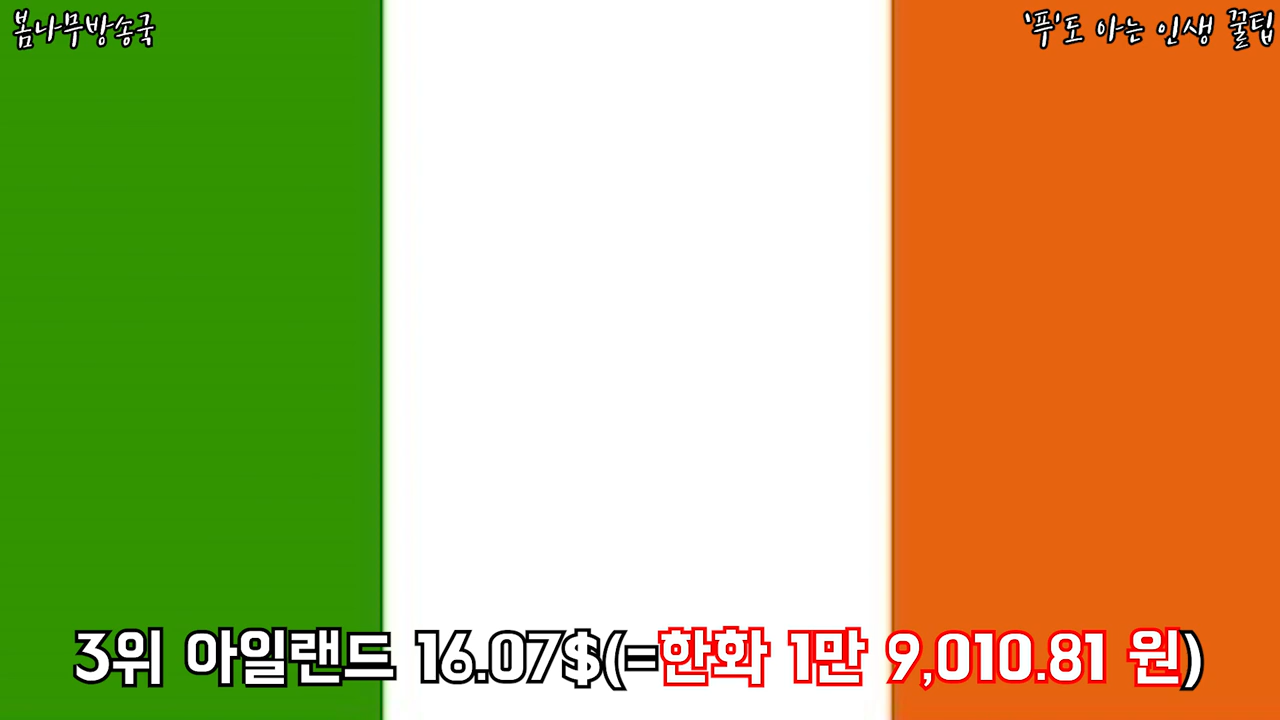 봄나무방송국
'푸'도 아는 인생 꿀팁
3위 아일랜드 16.07$(=한화 1만 9,010.81 원)